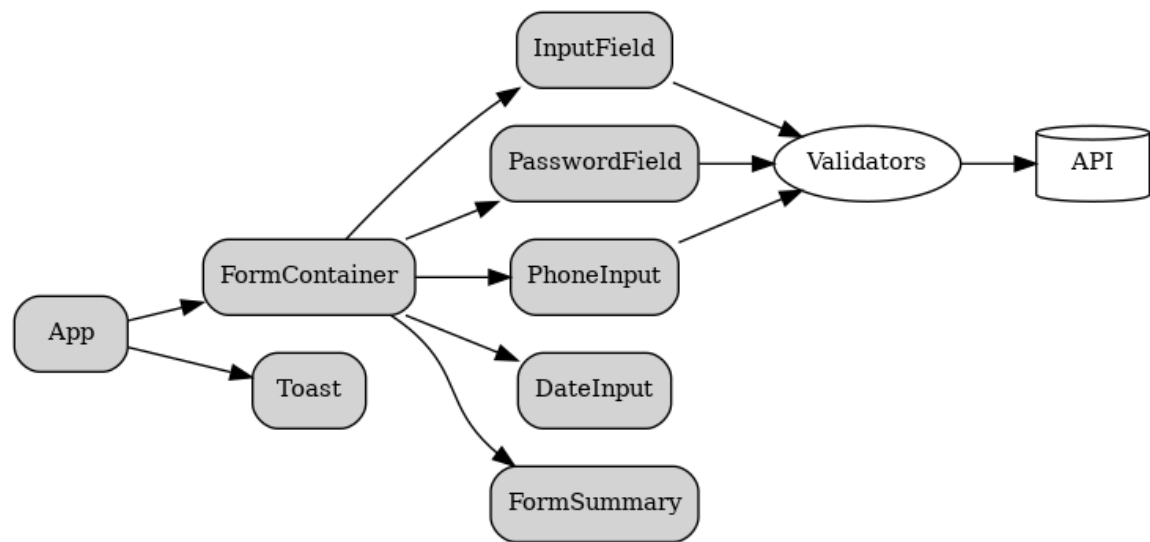 InputField
PasswordField
Validators
API
FormContainer
PhoneInput
App
Toast
DateInput
FormSummary